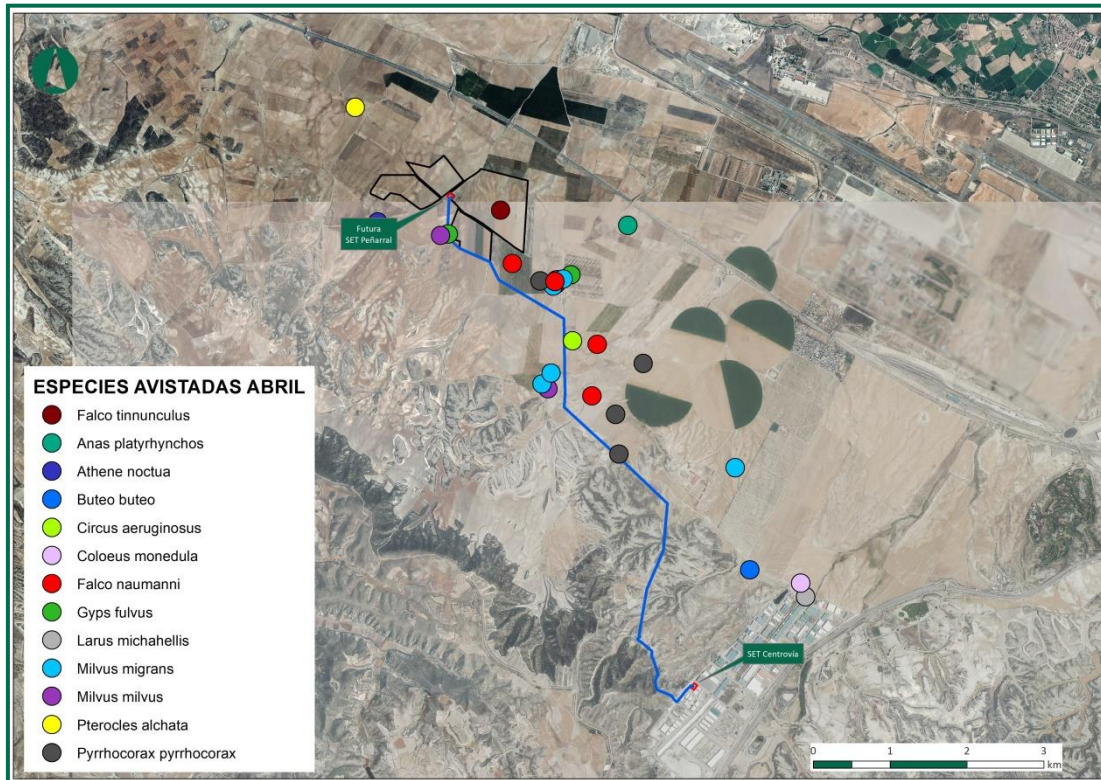 Futura
SET Peñarral
ESPECIES AVISTADAS ABRIL
Falco tinnunculus
Anas platyrhynchos
Athene noctua
Buteo buteo
Circus aeruginosus
Coloeus monedula
Falco naumanni
Gyps fulvus
Larus michahellis
Milvus migrans
Milvus milvus
Pterocles alchata
Pyrrhocorax pyrrhocorax
SET Centrovía
0 1 2 3
km